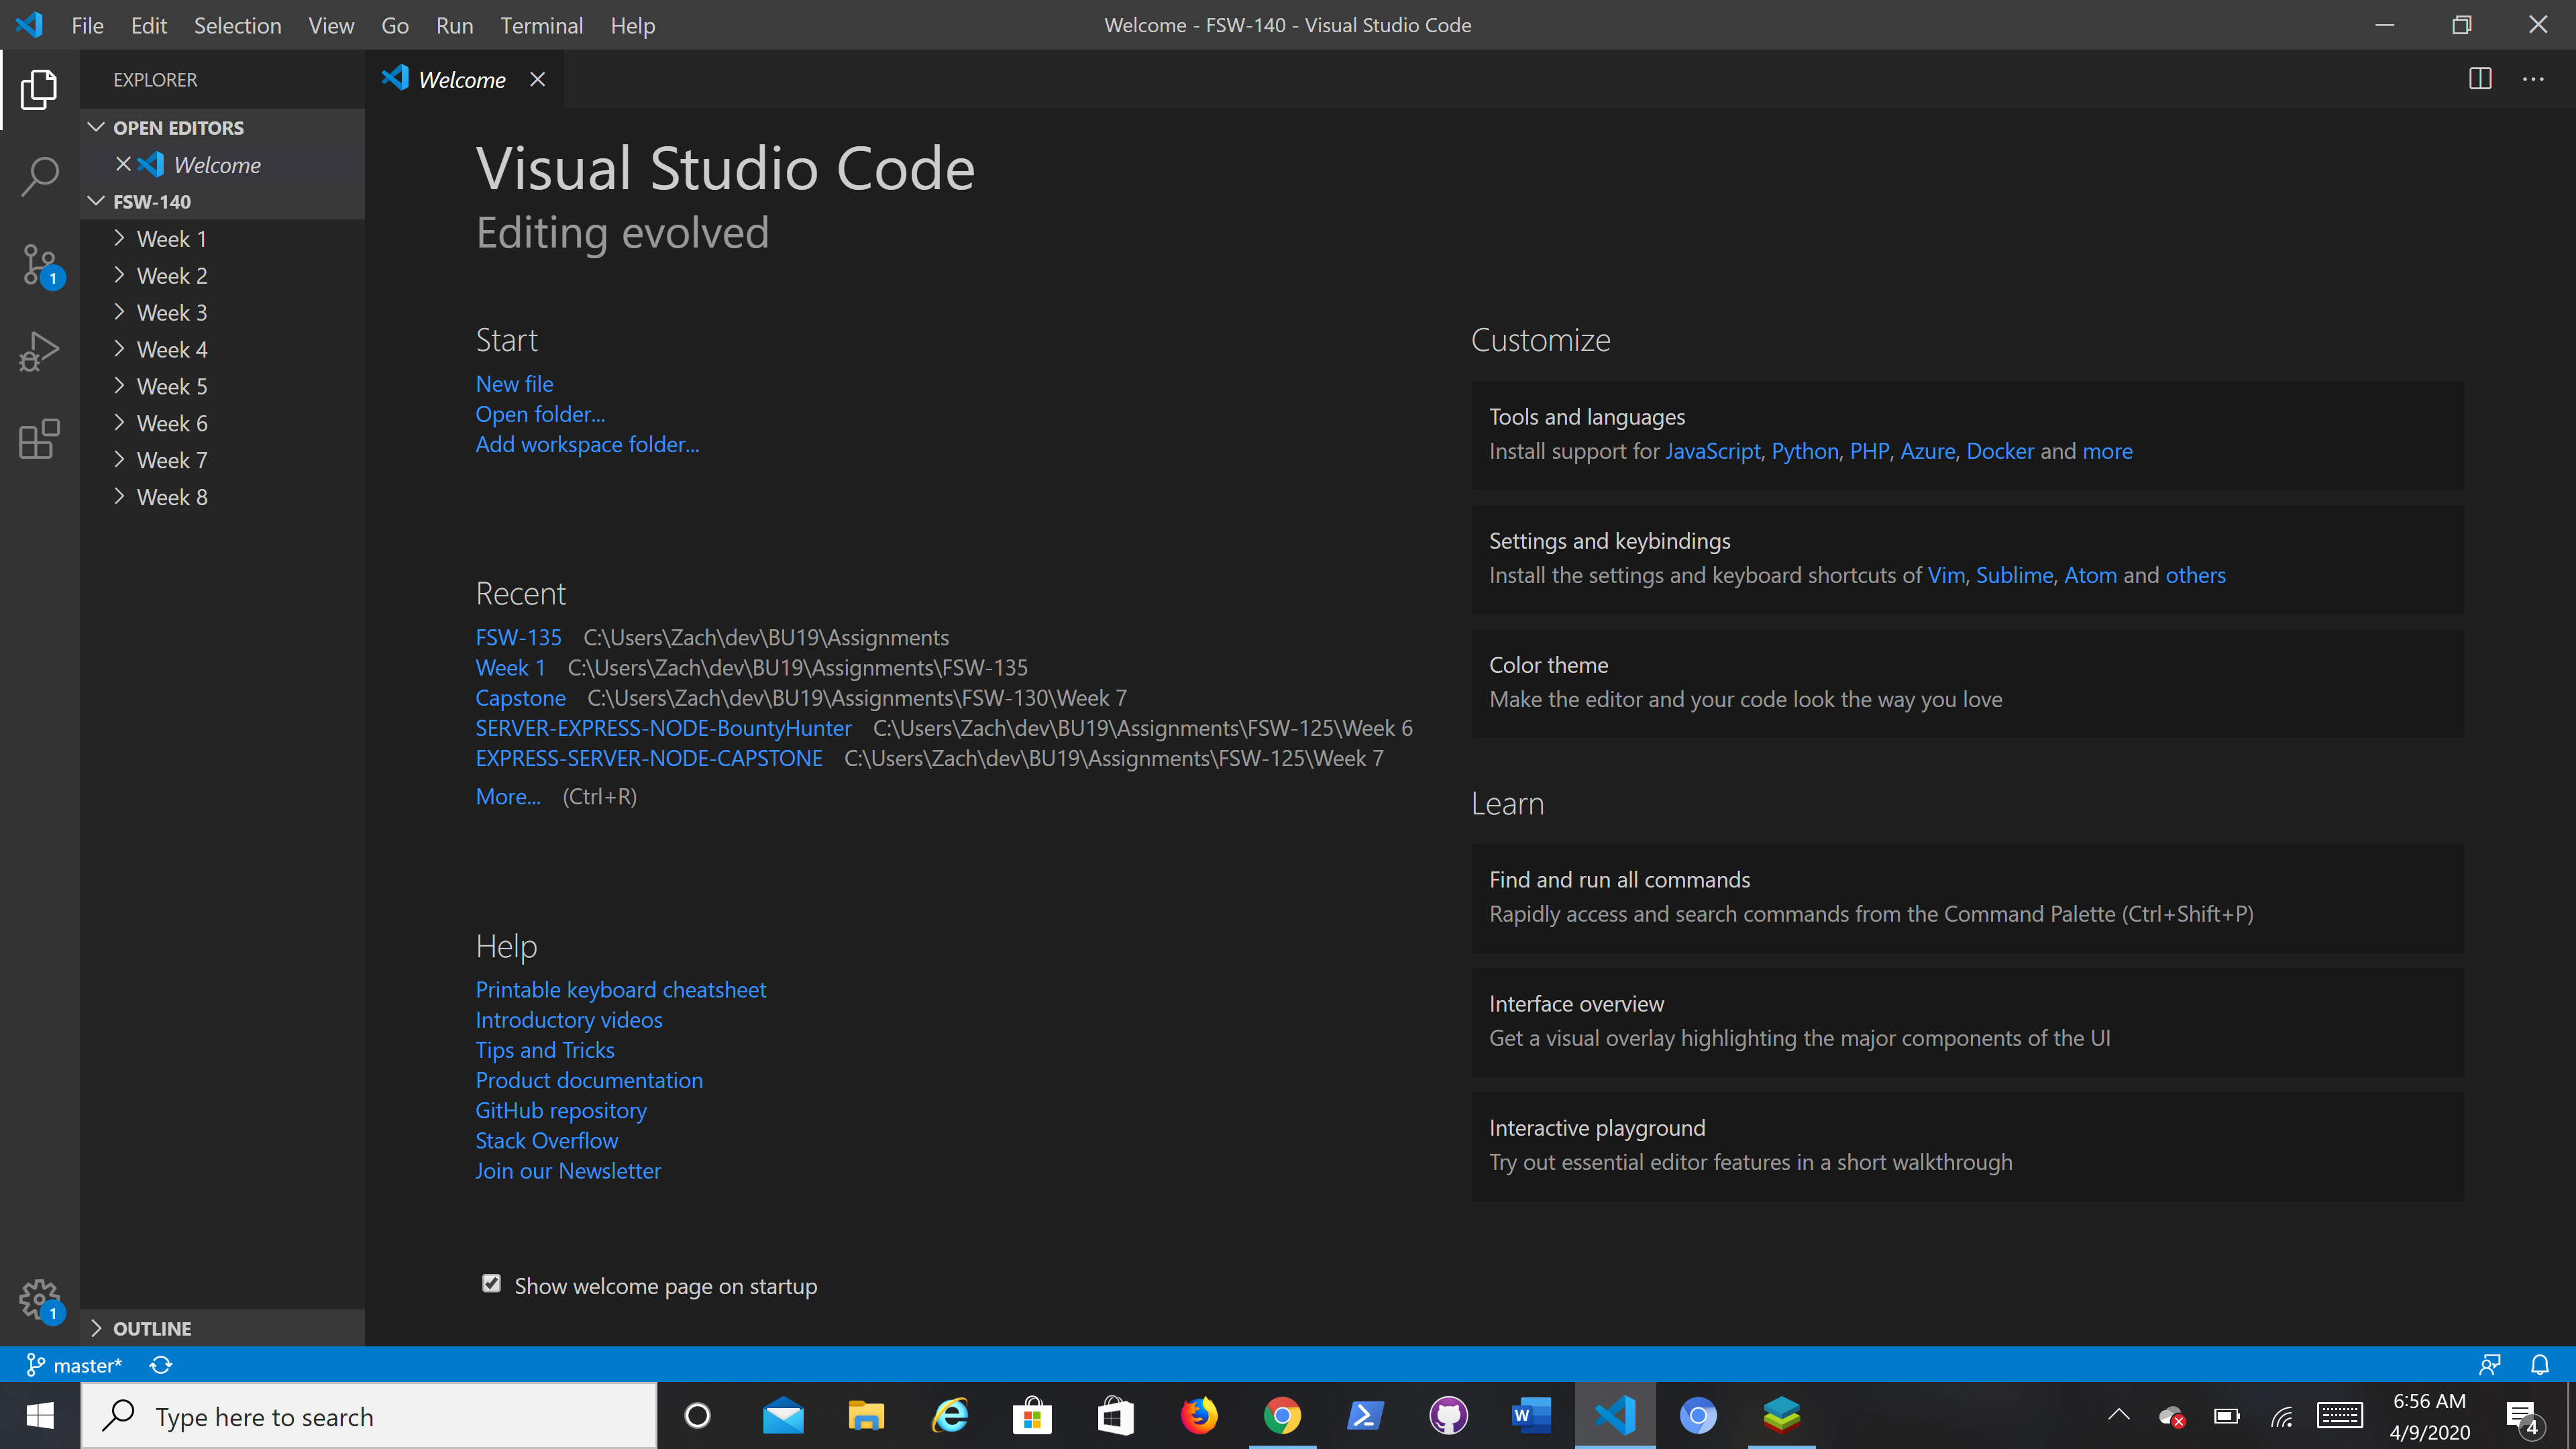 File Edit Selection View Go Run Terminal Help
Welcome - FSW-140 - Visual Studio Code
EXPLORER
OPEN EDITORS
Welcome
FSW-140
Week 1
Week 2
Week 3
Week 4
Week 5
Week 6
Week 7
Week 8
OUTLINE
1
1
Welcome
Visual Studio Code
Editing evolved
Start
New file
Open folder...
Add workspace folder...
Recent
FSW-135 C:\Users\Zach\dev\BU19\Assignments
Week 1 C:\Users\Zach\dev\BU19\Assignments\FSW-135
Capstone C:\Users\Zach\dev\BU19\Assignments\FSW-130\Week 7
SERVER-EXPRESS-NODE-BountyHunter C:\Users\Zach\dev\BU19\Assignments\FSW-125\Week 6
EXPRESS-SERVER-NODE-CAPSTONE C:\Users\Zach\dev\BU19\Assignments\FSW-125\Week 7
More... (Ctrl+R)
Help
Printable keyboard cheatsheet
Introductory videos
Tips and Tricks
Product documentation
GitHub repository
Stack Overflow
Join our Newsletter
Show welcome page on startup
Customize
Tools and languages
Install support for JavaScript, Python, PHP, Azure, Docker and more
Settings and keybindings
Install the settings and keyboard shortcuts of Vim, Sublime, Atom and others
Color theme
Make the editor and your code look the way you love
Learn
Find and run all commands
Rapidly access and search commands from the Command Palette (Ctrl+Shift+P)
Interface overview
Get a visual overlay highlighting the major components of the UI
Interactive playground
Try out essential editor features in a short walkthrough
master*
Type here to search
W
6:56 AM
4/9/2020
4